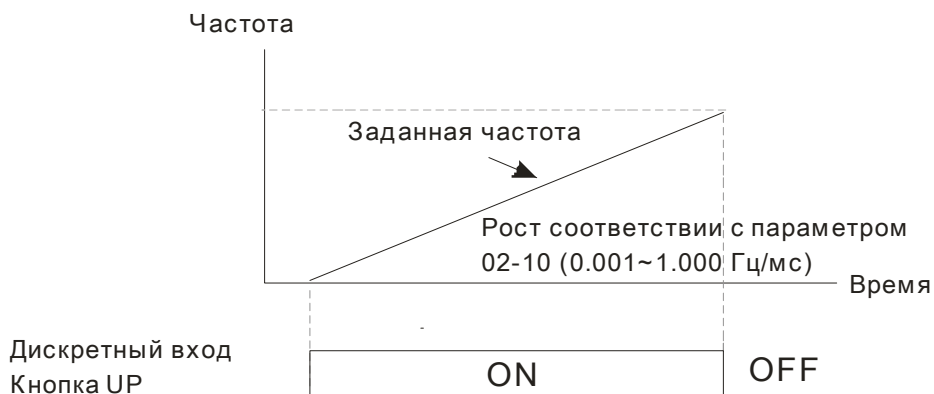 Частота
Заданная частота
Рост соответствии с параметром
02-10 (0.001~1.000 Гц/мс)
Время
Дискретный вход
Кнопка UP
ON
OFF